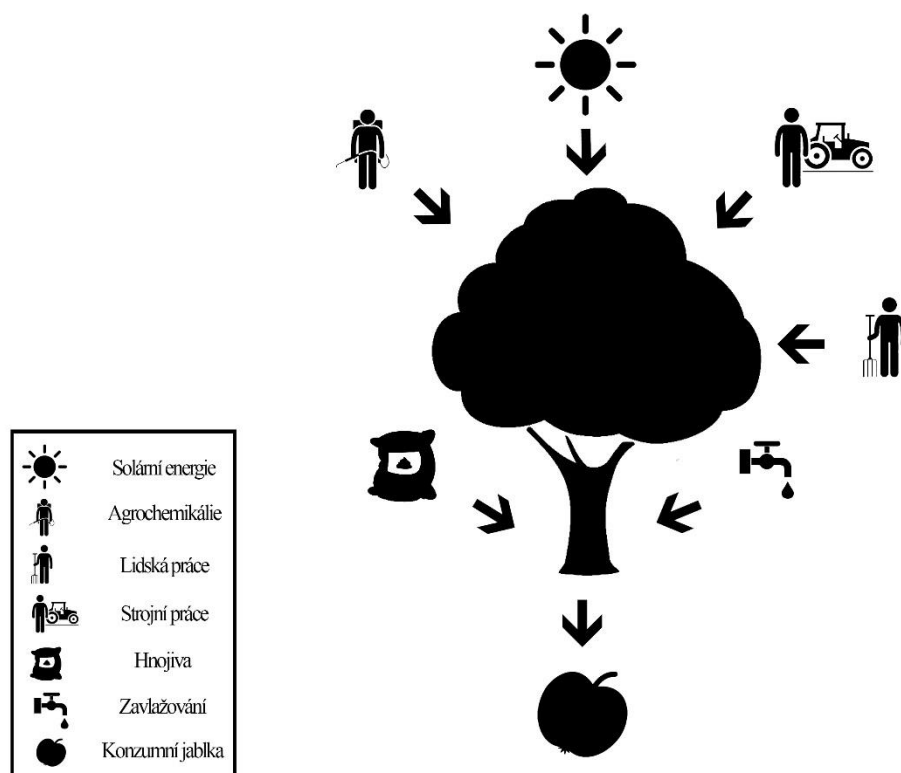 Solární energie
Agrochemikálie
Lidská práce
Strojní práce
Hnojiva
Zavlažování
Konzumní jablka